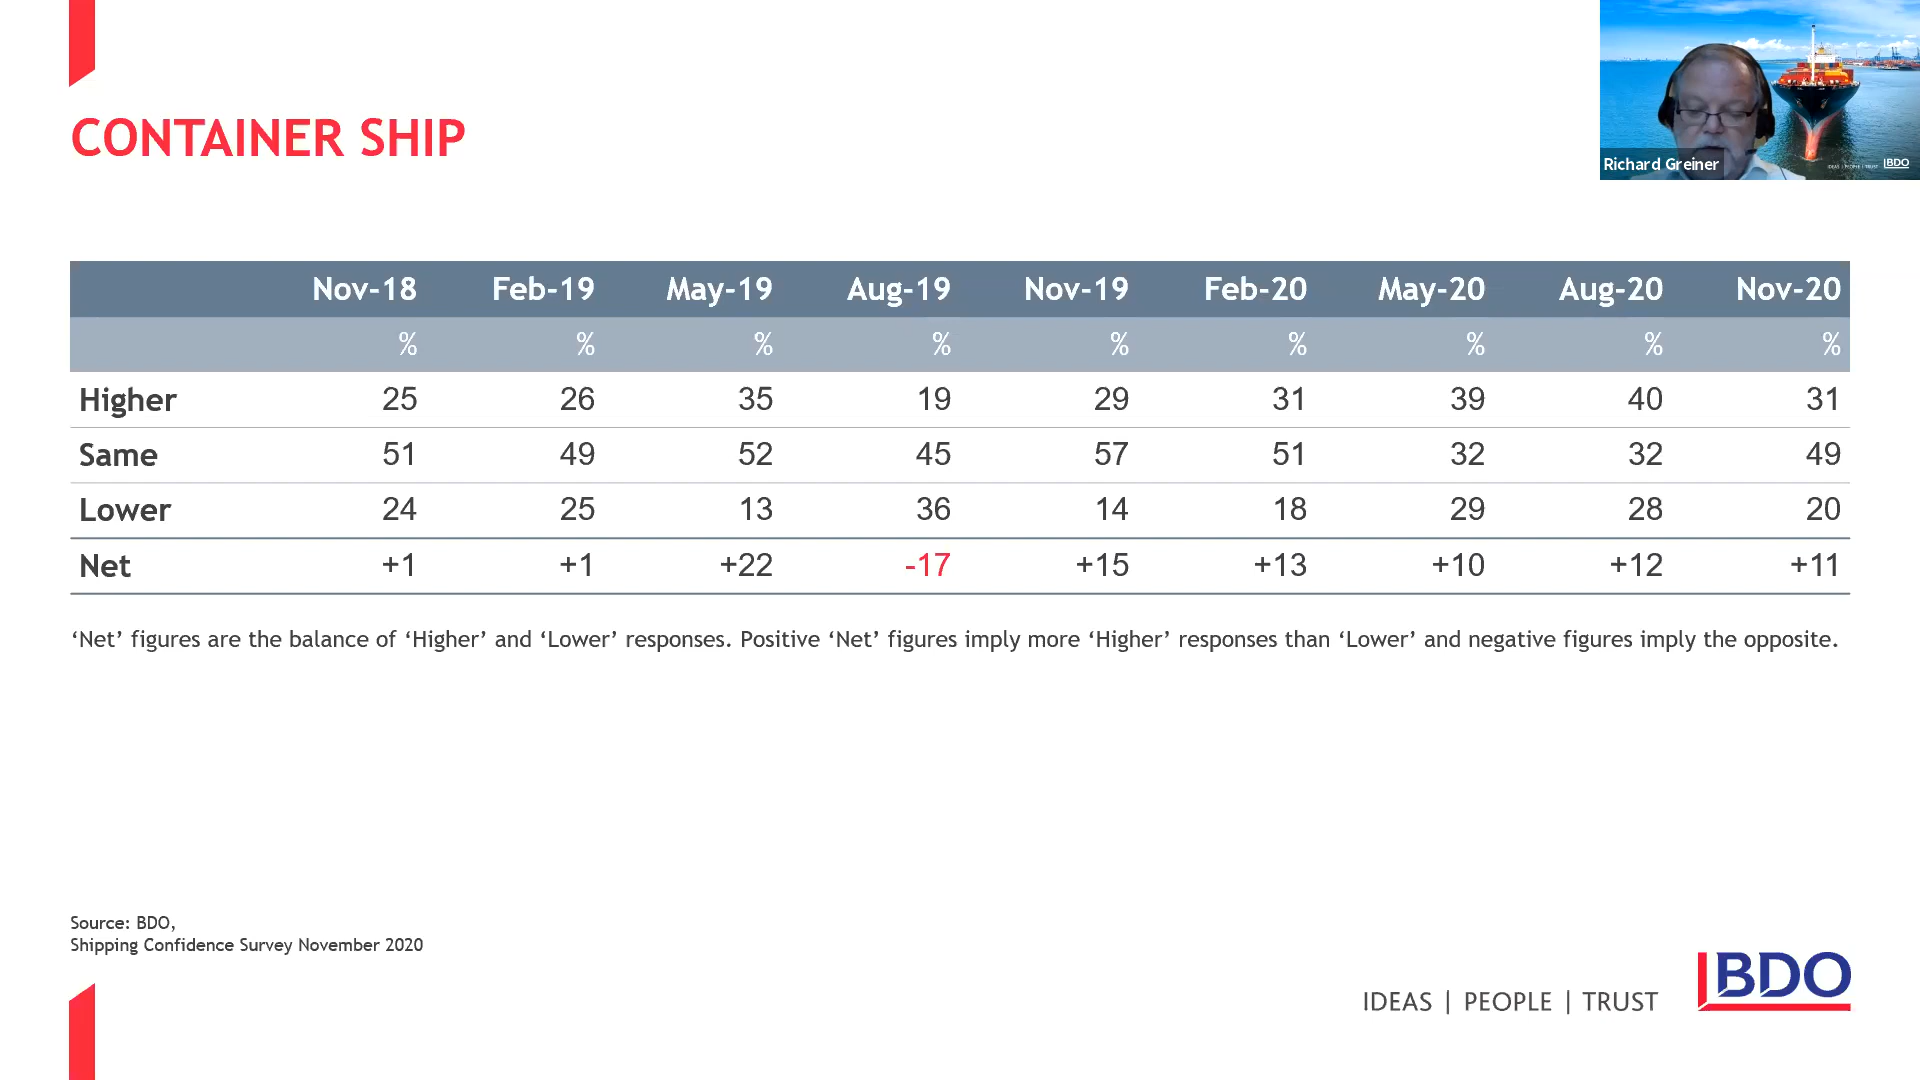 CONTAINER SHIP
Richard Greiner
BDO
Nov-18 Feb-19 May-19 Aug-19 Nov-19 Feb-20 May-20 Aug-20 Nov-20
% % % % % % % % %
Higher 25 26 35 19 29 31 39 40 31
Same 51 49 52 45 57 51 32 32 49
Lower 24 25 13 36 14 18 29 28 20
Net +1 +1 +22 -17 +15 +13 +10 +12 +11
‘Net’ figures are the balance of ‘Higher’ and ‘Lower’ responses. Positive ‘Net’ figures imply more ‘Higher’ responses than ‘Lower’ and negative figures imply the opposite.
Source: BDO,
Shipping Confidence Survey November 2020
IDEAS | PEOPLE | TRUST
BDO